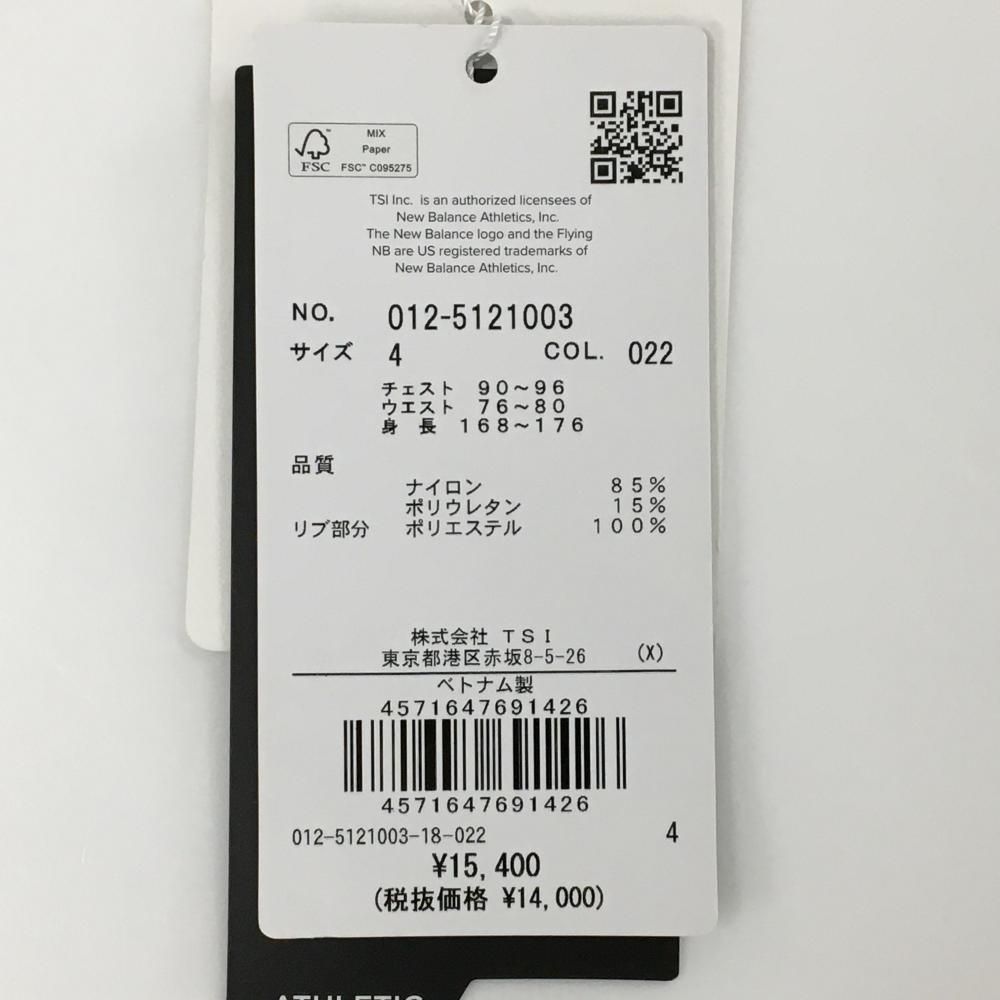 MIX
Paper
FSC™ C095275
FSC
TSI Inc. is an authorized licensees of
New Balance Athletics, Inc.
The New Balance logo and the Flying
NB are US registered trademarks of
New Balance Athletics, Inc.
NO. 012-5121003
サイズ 4 COL. 022
チェスト 90~96
ウエスト 76~80
身長 168~176
品質
ナイロン 85%
ポリウレタン 15%
リブ部分 ポリエステル 100%
株式会社 TSI
東京都港区赤坂8-5-26 (X)
ベトナム製
4571647691426
4571647691426
012-5121003-18-022 4
¥15,400
(税抜価格 ¥14,000)
ATHLETIC